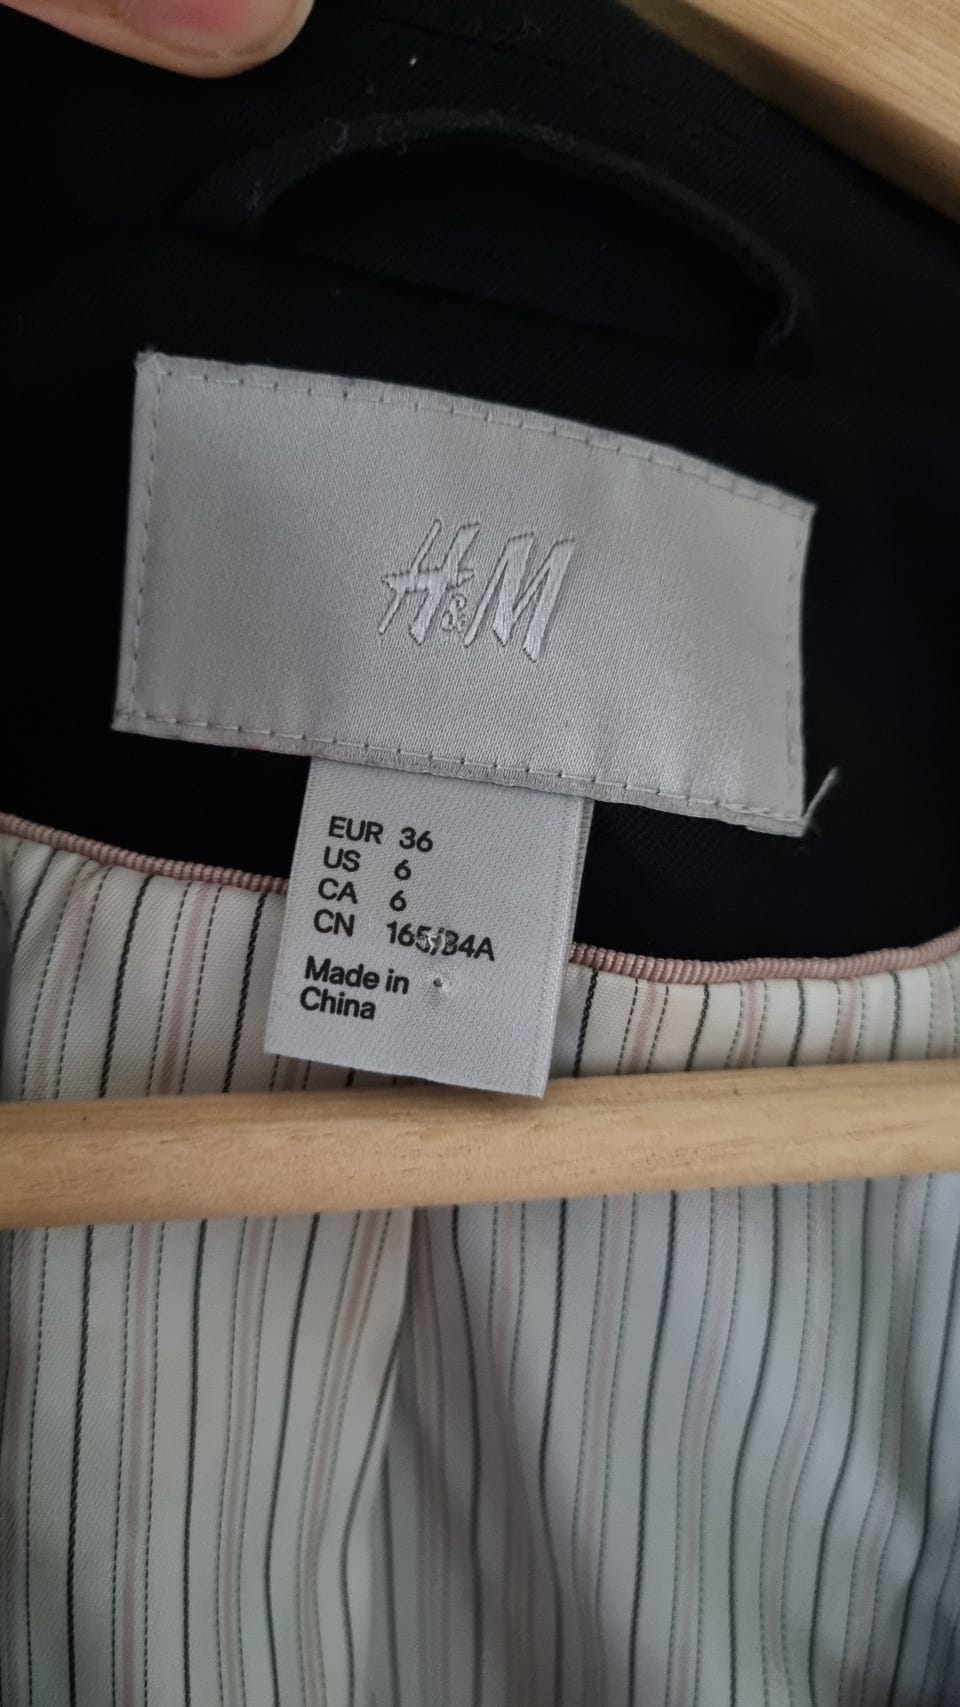 H&M
EUR 36
US 6
CA 6
CN 165/84A
Made in
China